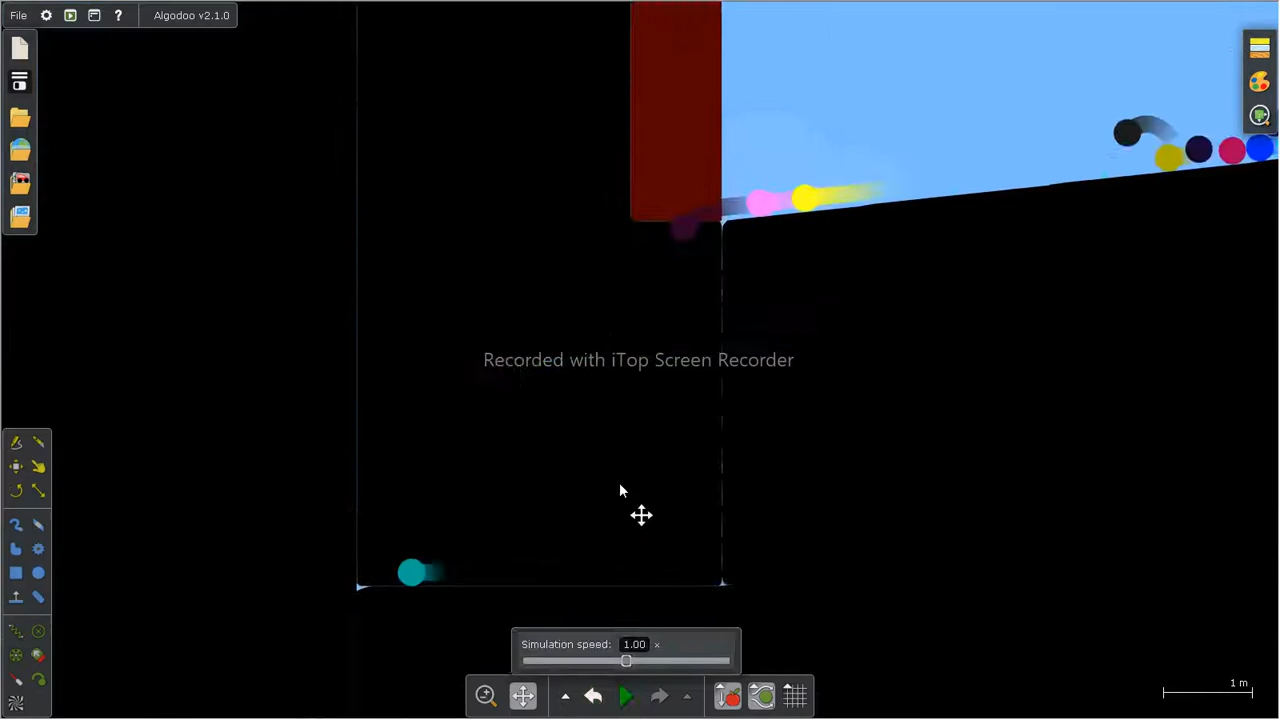 File ? Algodoo v2.1.0
Recorded with iTop Screen Recorder
Simulation speed: 1.00 ×
1 m